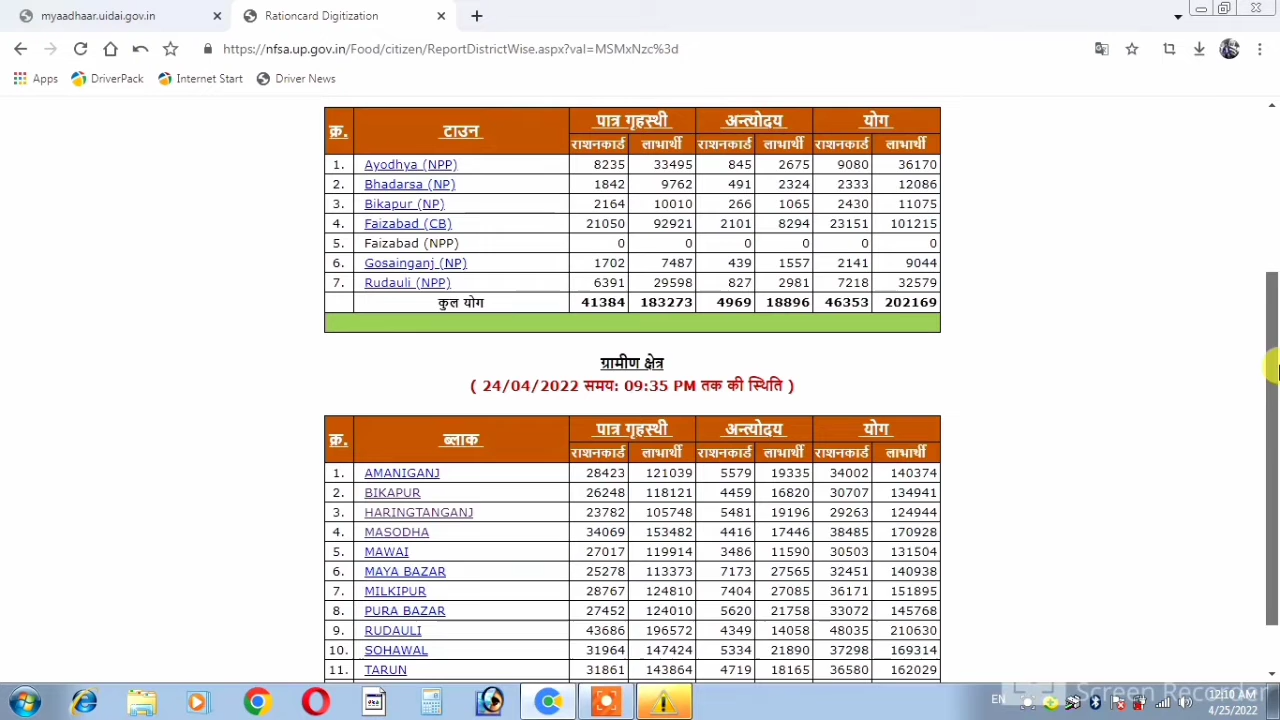 myaadhaar.uidai.gov.in
Rationcard Digitization
https://nfsa.up.gov.in/Food/citizen/ReportDistrictWise.aspx?val=MSMxNzc%3d
Apps DriverPack Internet Start Driver News
क्र. टाउन पात्र गृहस्थी अन्त्योदय योग
राशनकार्ड लाभार्थी राशनकार्ड लाभार्थी राशनकार्ड लाभार्थी
1. Ayodhya (NPP) 8235 33495 845 2675 9080 36170
2. Bhadarsa (NP) 1842 9762 491 2324 2333 12086
3. Bikapur (NP) 2164 10010 266 1065 2430 11075
4. Faizabad (CB) 21050 92921 2101 8294 23151 101215
5. Faizabad (NPP) 0 0 0 0 0 0
6. Gosainganj (NP) 1702 7487 439 1557 2141 9044
7. Rudauli (NPP) 6391 29598 827 2981 7218 32579
कुल योग 41384 183273 4969 18896 46353 202169
ग्रामीण क्षेत्र
( 24/04/2022 समय: 09:35 PM तक की स्थिति )
क्र. ब्लाक पात्र गृहस्थी अन्त्योदय योग
राशनकार्ड लाभार्थी राशनकार्ड लाभार्थी राशनकार्ड लाभार्थी
1. AMANIGANJ 28423 121039 5579 19335 34002 140374
2. BIKAPUR 26248 118121 4459 16820 30707 134941
3. HARINGTANGANJ 23782 105748 5481 19196 29263 124944
4. MASODHA 34069 153482 4416 17446 38485 170928
5. MAWAI 27017 119914 3486 11590 30503 131504
6. MAYA BAZAR 25278 113373 7173 27565 32451 140938
7. MILKIPUR 28767 124810 7404 27085 36171 151895
8. PURA BAZAR 27452 124010 5620 21758 33072 145768
9. RUDAULI 43686 196572 4349 14058 48035 210630
10. SOHAWAL 31964 147424 5334 21890 37298 169314
11. TARUN 31861 143864 4719 18165 36580 162029
Screen Recorder
EN 12:10 AM
4/25/2022